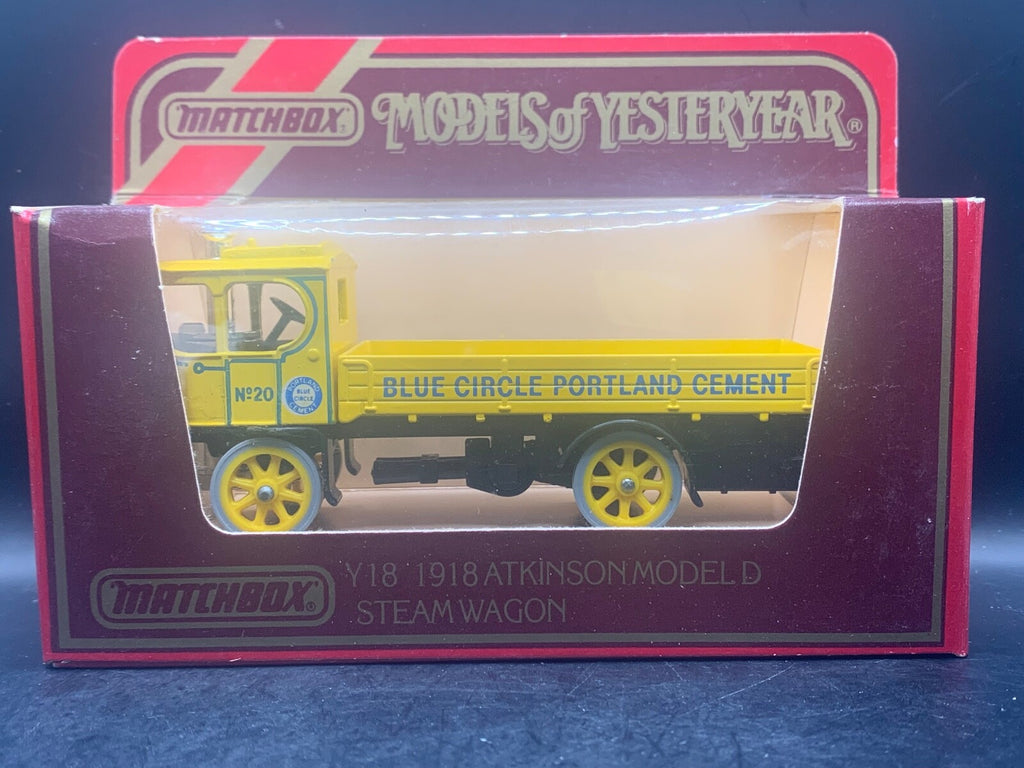 MATCHBOX®
MODELS of YESTERYEAR®
BLUE CIRCLE PORTLAND CEMENT
Nº20
PORTLAND
BLUE
CIRCLE
CEMENT
MATCHBOX®
Y18 1918 ATKINSON MODEL D
STEAM WAGON